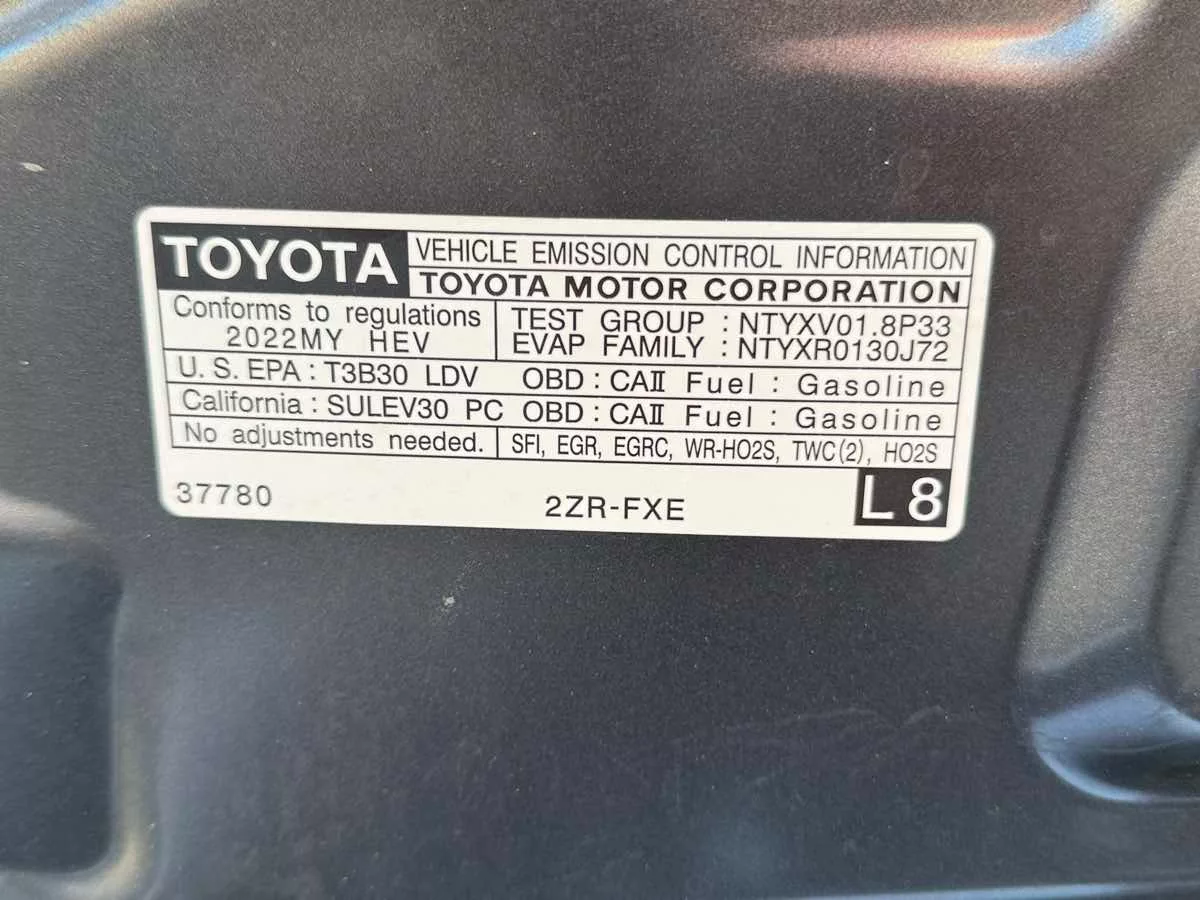 TOYOTA VEHICLE EMISSION CONTROL INFORMATION
TOYOTA MOTOR CORPORATION
Conforms to regulations
2022MY HEV
TEST GROUP : NTYXV01.8P33
EVAP FAMILY : NTYXR0130J72
U. S. EPA : T3B30 LDV OBD : CAII Fuel : Gasoline
California : SULEV30 PC OBD : CAII Fuel : Gasoline
No adjustments needed. SFI, EGR, EGRC, WR-HO2S, TWC(2), HO2S
37780 2ZR-FXE L8